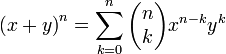 (x + y)^n = \sum_{k=0}^{n} \binom{n}{k} x^{n-k} y^k